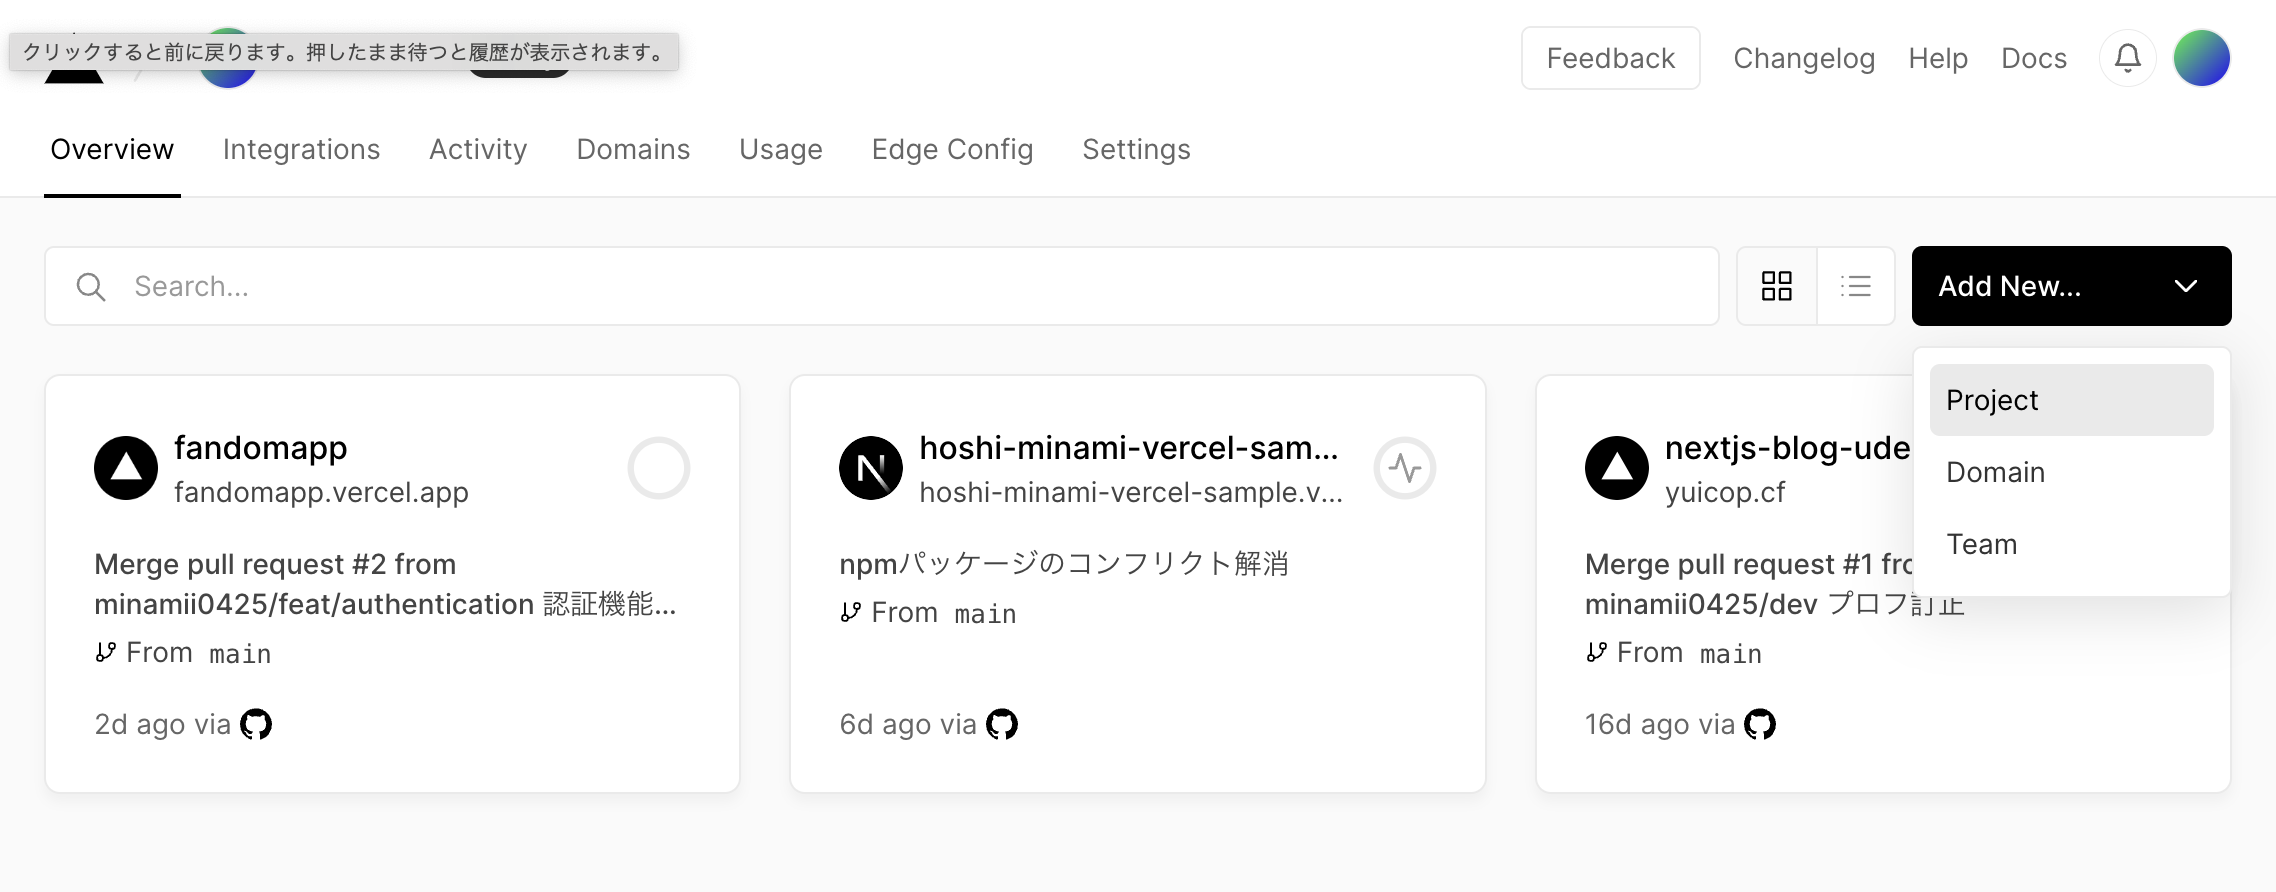 クリックすると前に戻ります。押したまま待つと履歴が表示されます。
Feedback
Changelog
Help
Docs
Overview
Integrations
Activity
Domains
Usage
Edge Config
Settings
Search...
Add New...
Project
Domain
Team
fandomapp
fandomapp.vercel.app
Merge pull request #2 from
minamii0425/feat/authentication 認証機能...
From main
2d ago via
hoshi-minami-vercel-sam...
hoshi-minami-vercel-sample.v...
npmパッケージのコンフリクト解消
From main
6d ago via
nextjs-blog-ude
yuicop.cf
Merge pull request #1 fro
minamii0425/dev プロフ訂正
From main
16d ago via